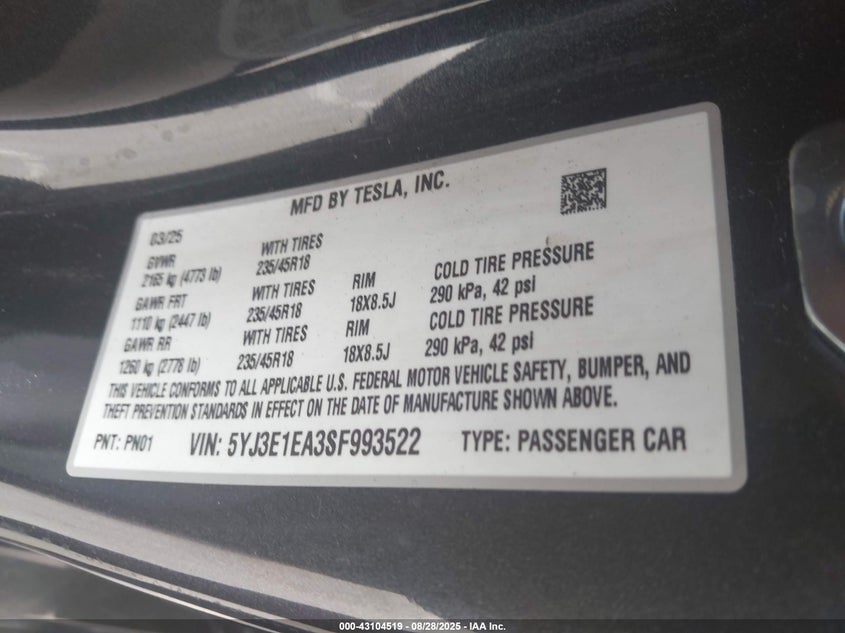 MFD BY TESLA, INC.
03/25
GVWR WITH TIRES
2165 kg (4773 lb) 235/45R18
GAWR FRT WITH TIRES RIM COLD TIRE PRESSURE
1110 kg (2447 lb) 235/45R18 18X8.5J 290 kPa, 42 psi
GAWR RR WITH TIRES RIM COLD TIRE PRESSURE
1260 kg (2778 lb) 235/45R18 18X8.5J 290 kPa, 42 psi
THIS VEHICLE CONFORMS TO ALL APPLICABLE U.S. FEDERAL MOTOR VEHICLE SAFETY, BUMPER, AND
THEFT PREVENTION STANDARDS IN EFFECT ON THE DATE OF MANUFACTURE SHOWN ABOVE.
PNT: PN01 VIN: 5YJ3E1EA3SF993522 TYPE: PASSENGER CAR
000-43104519 - 08/28/2025 - IAA Inc.